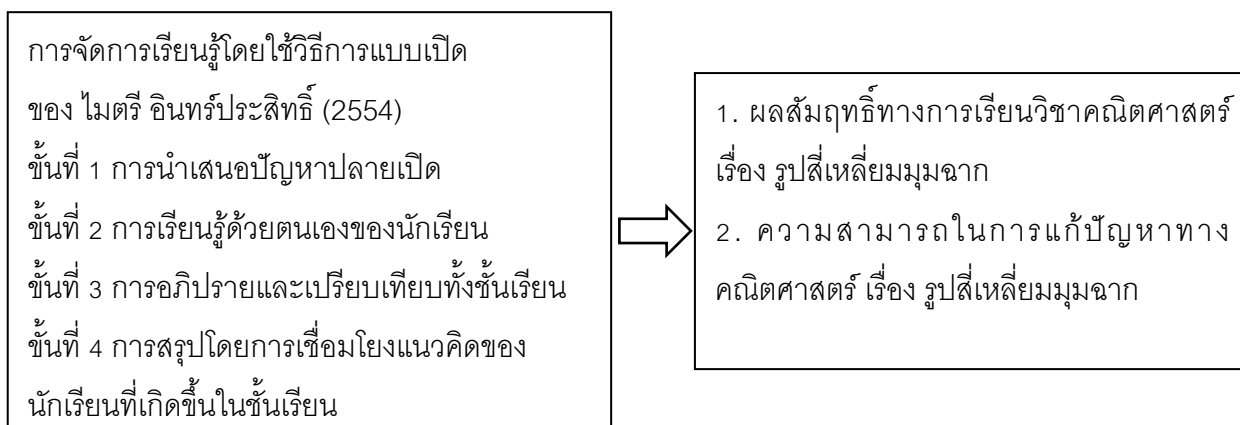 การจัดการเรียนรู้โดยใช้วิธีการแบบเปิด
ของ ไมตรี อินทร์ประสิทธิ์ (2554)
ขั้นที่ 1 การนำเสนอปัญหาปลายเปิด
ขั้นที่ 2 การเรียนรู้ด้วยตนเองของนักเรียน
ขั้นที่ 3 การอภิปรายและเปรียบเทียบทั้งชั้นเรียน
ขั้นที่ 4 การสรุปโดยการเชื่อมโยงแนวคิดของ
นักเรียนที่เกิดขึ้นในชั้นเรียน
1. ผลสัมฤทธิ์ทางการเรียนวิชาคณิตศาสตร์
เรื่อง รูปสี่เหลี่ยมมุมฉาก
2. ความสามารถในการแก้ปัญหาทาง
คณิตศาสตร์ เรื่อง รูปสี่เหลี่ยมมุมฉาก